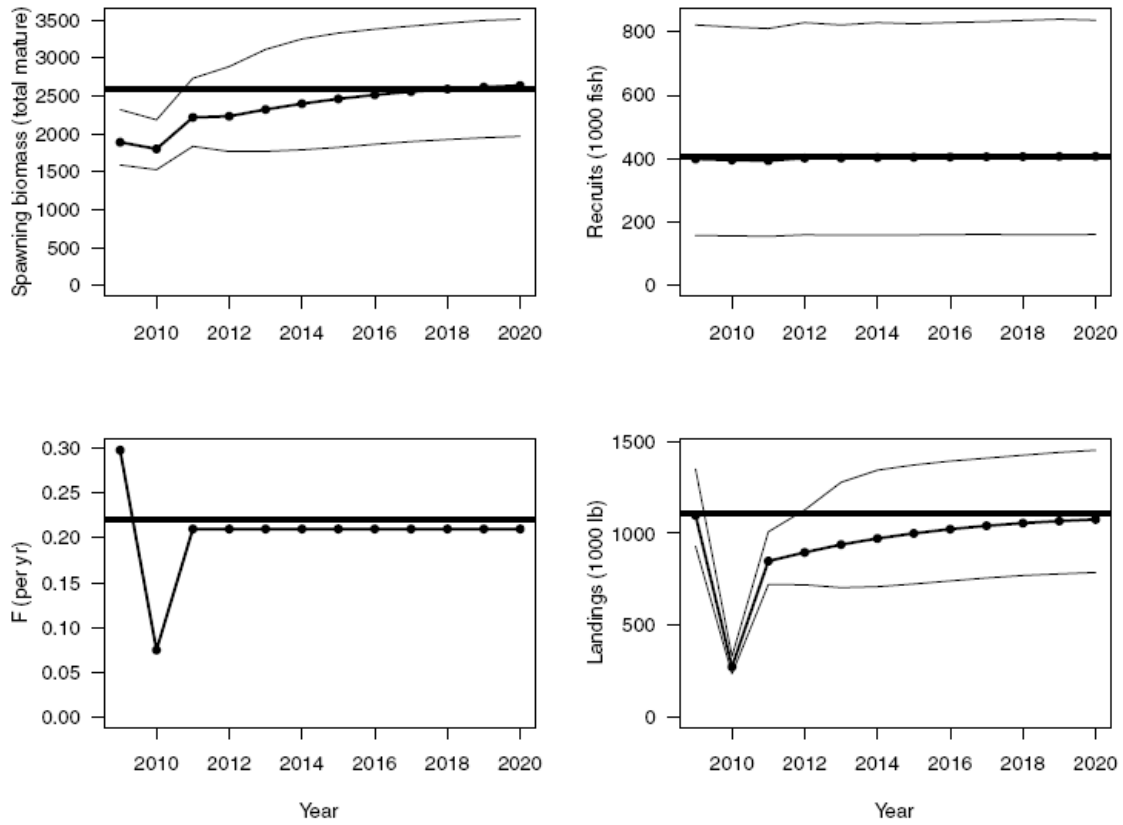 Spawning biomass (total mature)
3500
3000
2500
2000
1500
1000
500
0
2010 2012 2014 2016 2018 2020
Recruits (1000 fish)
800
600
400
200
0
2010 2012 2014 2016 2018 2020
F (per yr)
0.30
0.25
0.20
0.15
0.10
0.05
0.00
2010 2012 2014 2016 2018 2020
Year
Landings (1000 lb)
1500
1000
500
0
2010 2012 2014 2016 2018 2020
Year